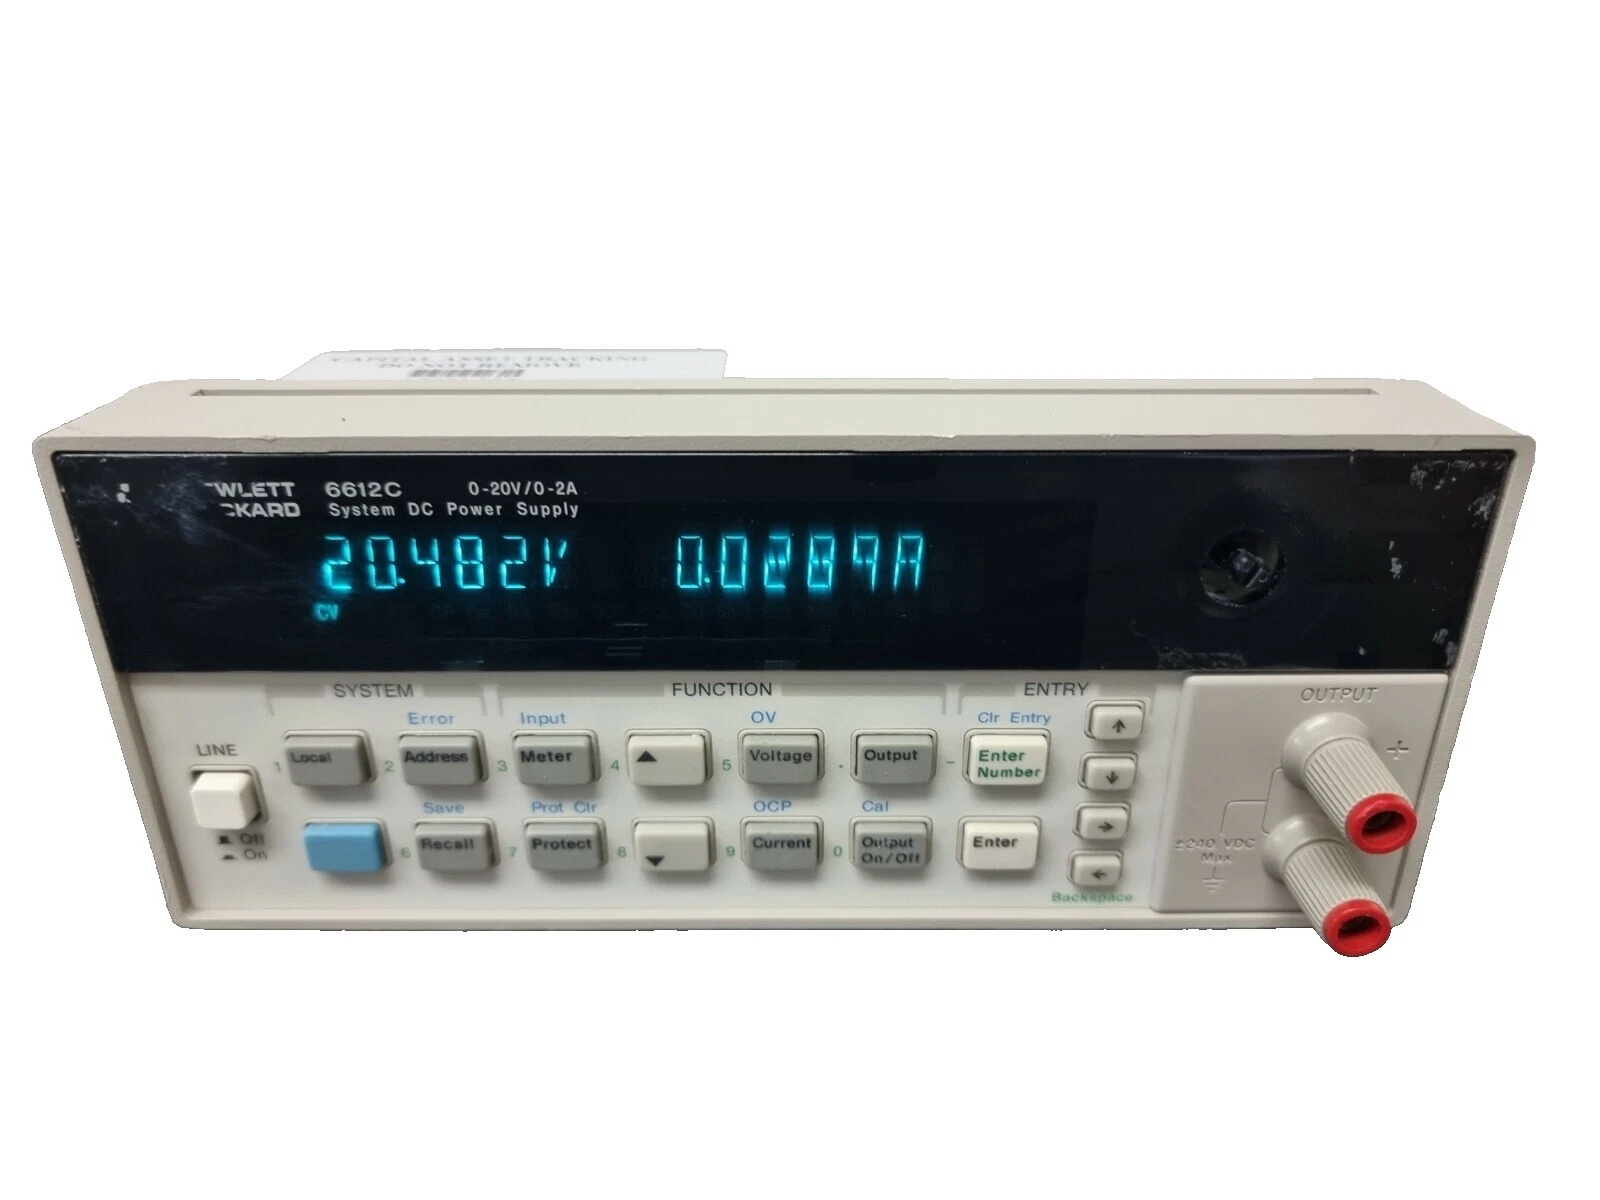 CAPITAL ASSET TRACKING
DO NOT REMOVE
WLETT 6612C 0-20V/0-2A
CKARD System DC Power Supply
20.482V
CV
SYSTEM FUNCTION ENTRY OUTPUT
Error Input OV Clr Entry
LINE
1 Local 2 Address 3 Meter 4 ▲ 5 Voltage . Output - Enter Number ↑
↓
Off
On
Save Prot Clr OCP Cal
6 Recall 7 Protect 8 ▼ 9 Current 0 Output On/Off Enter →
←
Backspace
+
±240 VDC
Max